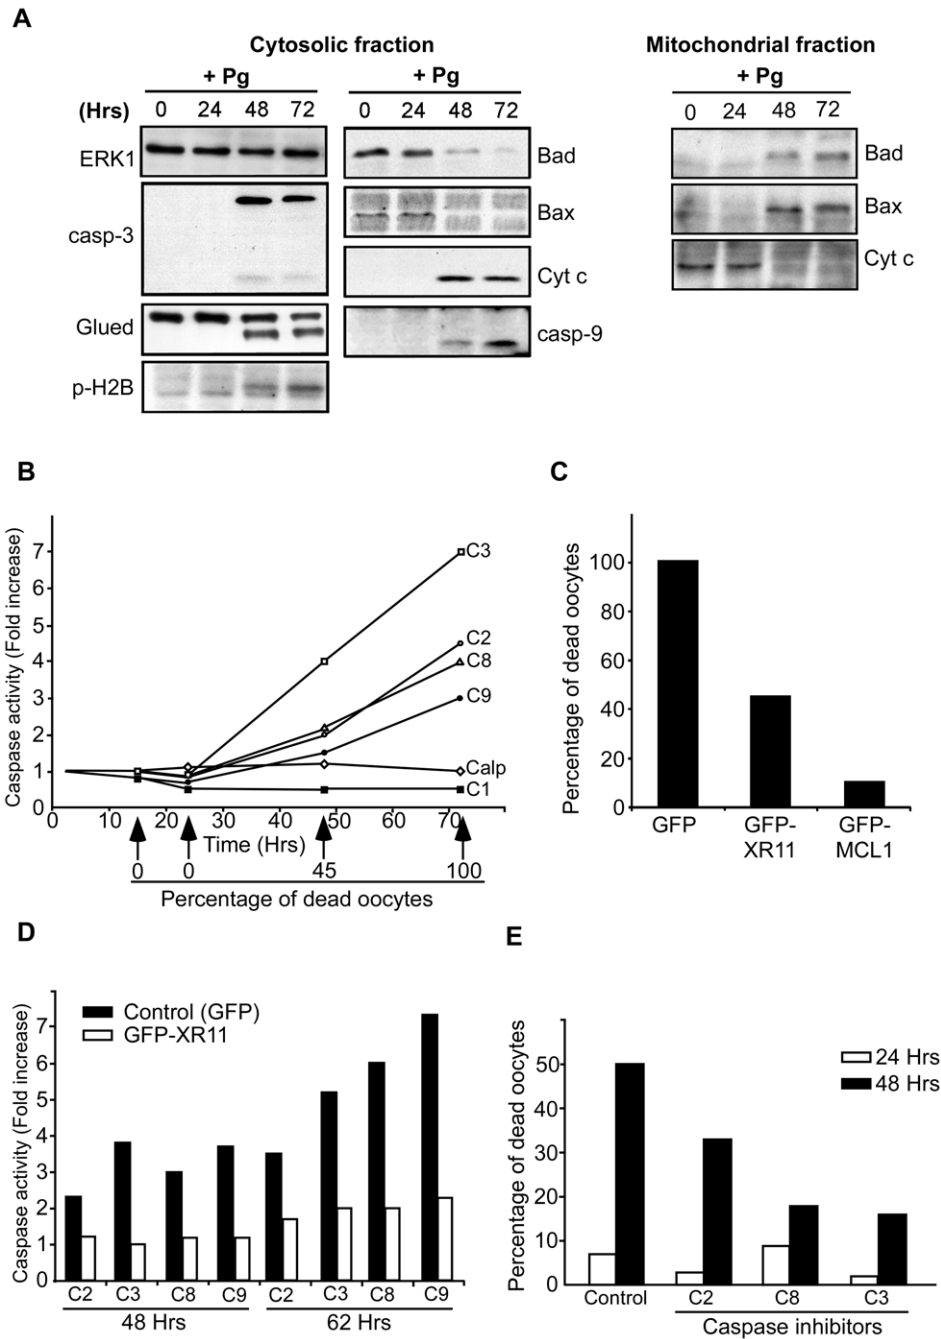 A
Cytosolic fraction
Mitochondrial fraction
+ Pg
+ Pg
+ Pg
(Hrs) 0 24 48 72
0 24 48 72
0 24 48 72
ERK1
casp-3
Glued
p-H2B
Bad
Bax
Cyt c
casp-9
Bad
Bax
Cyt c
B
Caspase activity (Fold increase)
7
6
5
4
3
2
1
0
C3
C2
C8
C9
Calp
C1
0 10 20 30 40 50 60 70
Time (Hrs)
0 0 45 100
Percentage of dead oocytes
C
Percentage of dead oocytes
100
80
60
40
20
0
GFP GFP- GFP-
XR11 MCL1
D
Caspase activity (Fold increase)
7
6
5
4
3
2
1
0
Control (GFP)
GFP-XR11
C2 C3 C8 C9 C2 C3 C8 C9
48 Hrs 62 Hrs
E
Percentage of dead oocytes
50
40
30
20
10
0
24 Hrs
48 Hrs
Control C2 C8 C3
Caspase inhibitors